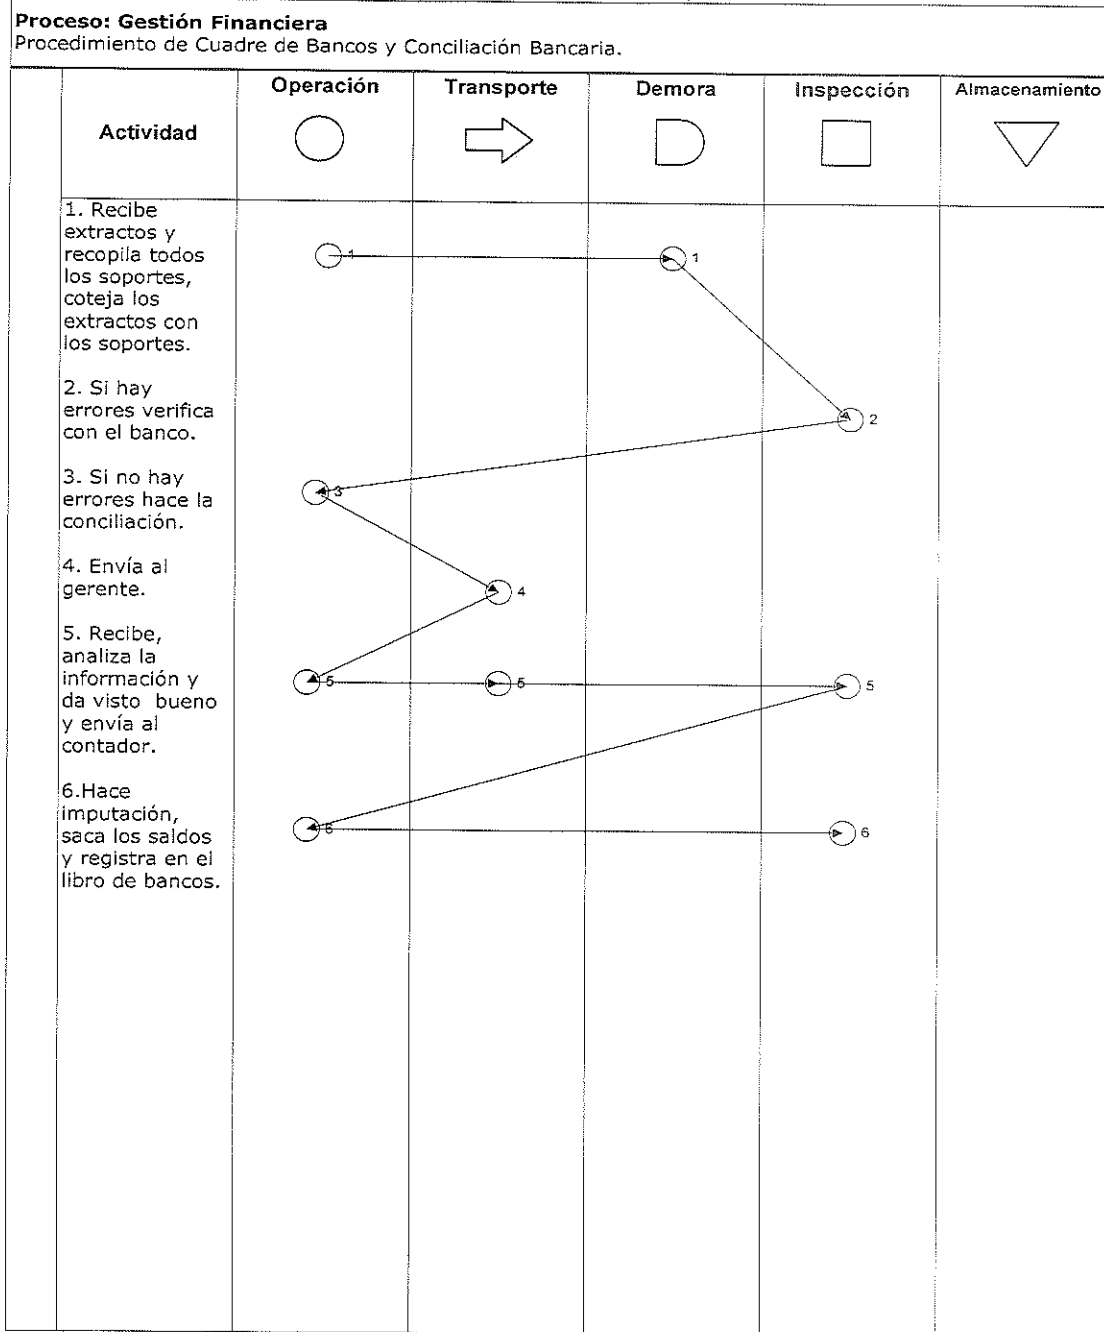 Proceso: Gestión Financiera
Procedimiento de Cuadre de Bancos y Conciliación Bancaria.
Actividad
Operación
Transporte
Demora
Inspección
Almacenamiento
1. Recibe
extractos y
recopila todos
los soportes,
coteja los
extractos con
los soportes.
1
1
2. Si hay
errores verifica
con el banco.
2
3. Si no hay
errores hace la
conciliación.
3
4. Envía al
gerente.
4
5. Recibe,
analiza la
información y
da visto bueno
y envía al
contador.
5
5
5
6.Hace
imputación,
saca los saldos
y registra en el
libro de bancos.
6
6